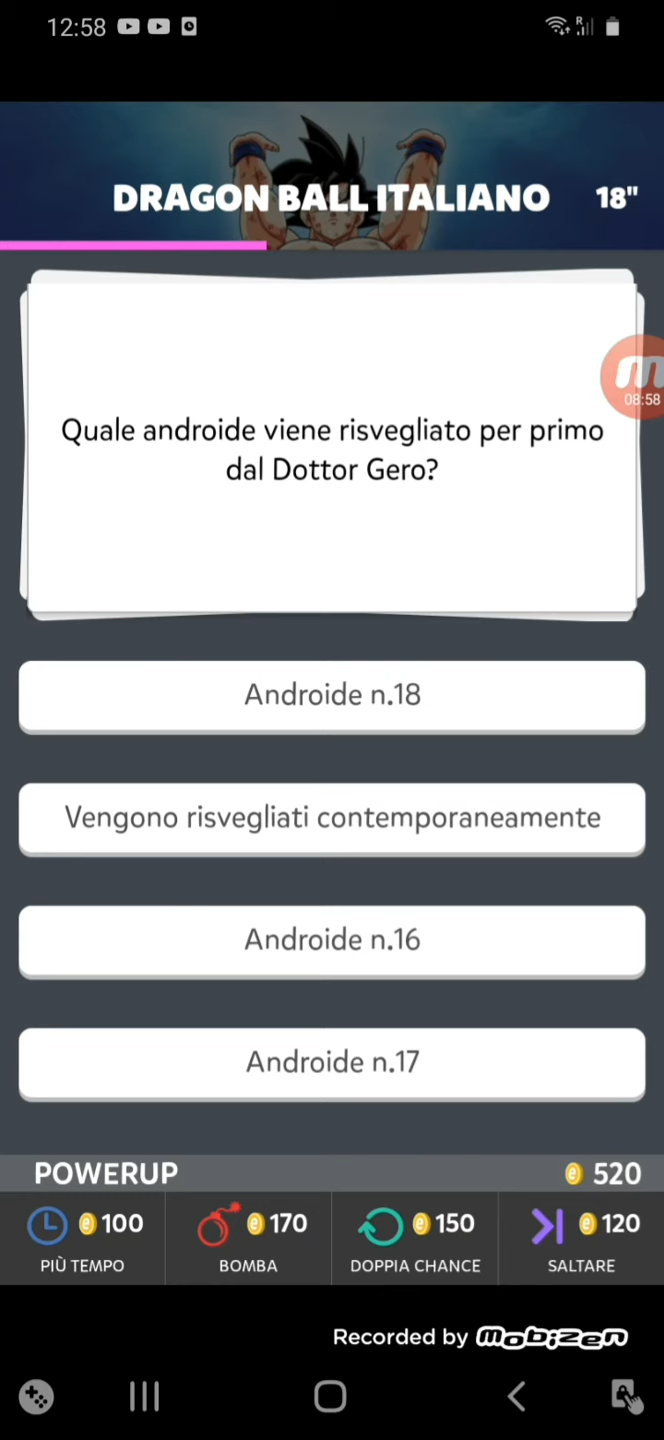 12:58
DRAGON BALL ITALIANO 18"
08:58
Quale androide viene risvegliato per primo
dal Dottor Gero?
Androide n.18
Vengono risvegliati contemporaneamente
Androide n.16
Androide n.17
POWERUP 520
100 170 150 120
PIÙ TEMPO BOMBA DOPPIA CHANCE SALTARE
Recorded by Mobizen